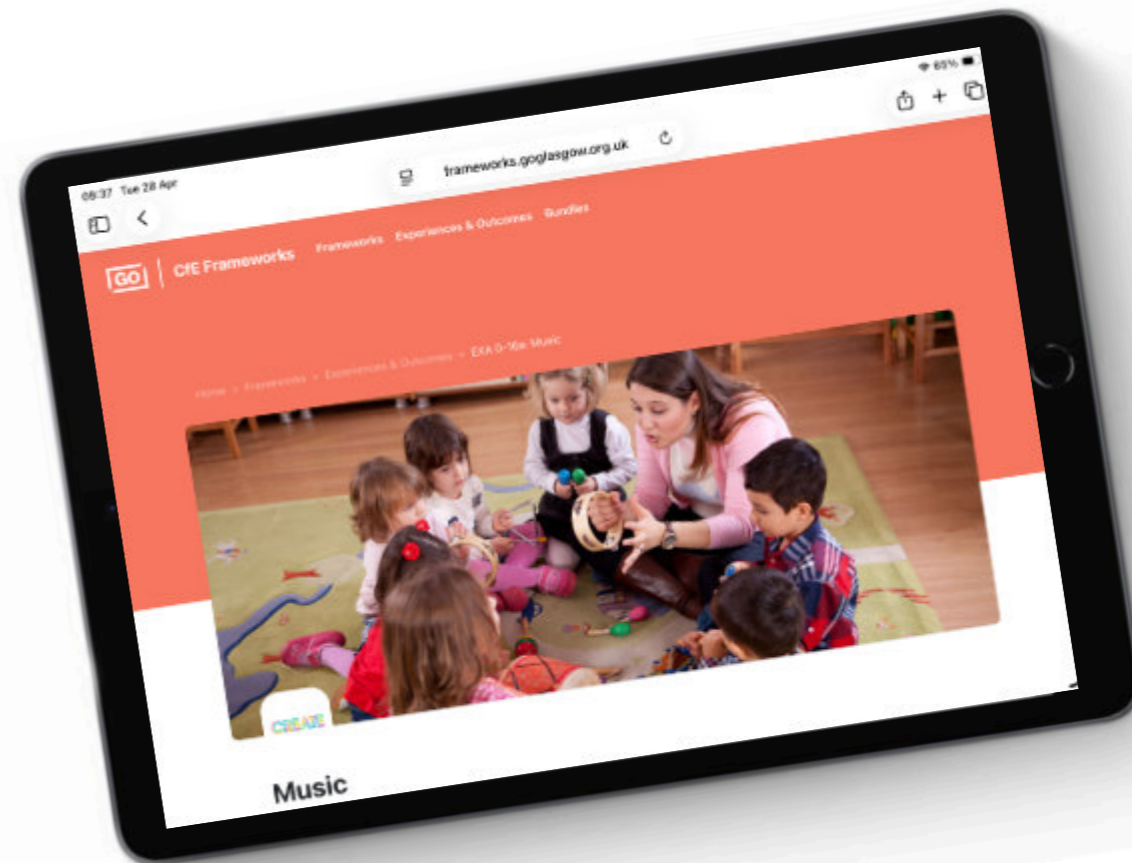 08:37 Tue 28 Apr
65%
frameworks.goglasgow.org.uk
GO CfE Frameworks Frameworks Experiences & Outcomes Bundles
Home > Frameworks > Experiences & Outcomes > EXA 0-16a: Music
CREATE
Music